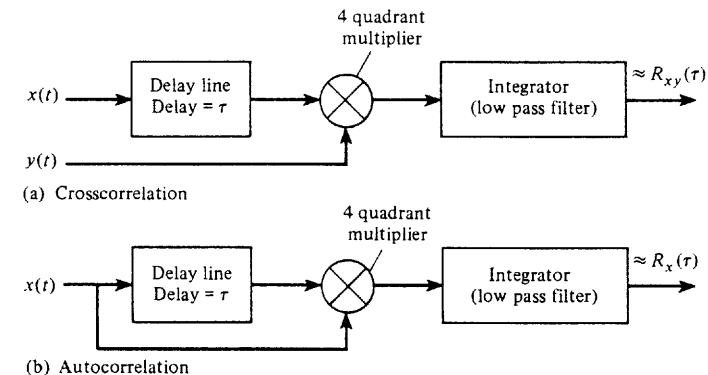 4 quadrant
multiplier
x(t)
Delay line
Delay = τ
Integrator
(low pass filter)
≈ R_xy(τ)
y(t)
(a) Crosscorrelation
4 quadrant
multiplier
x(t)
Delay line
Delay = τ
Integrator
(low pass filter)
≈ R_x(τ)
(b) Autocorrelation